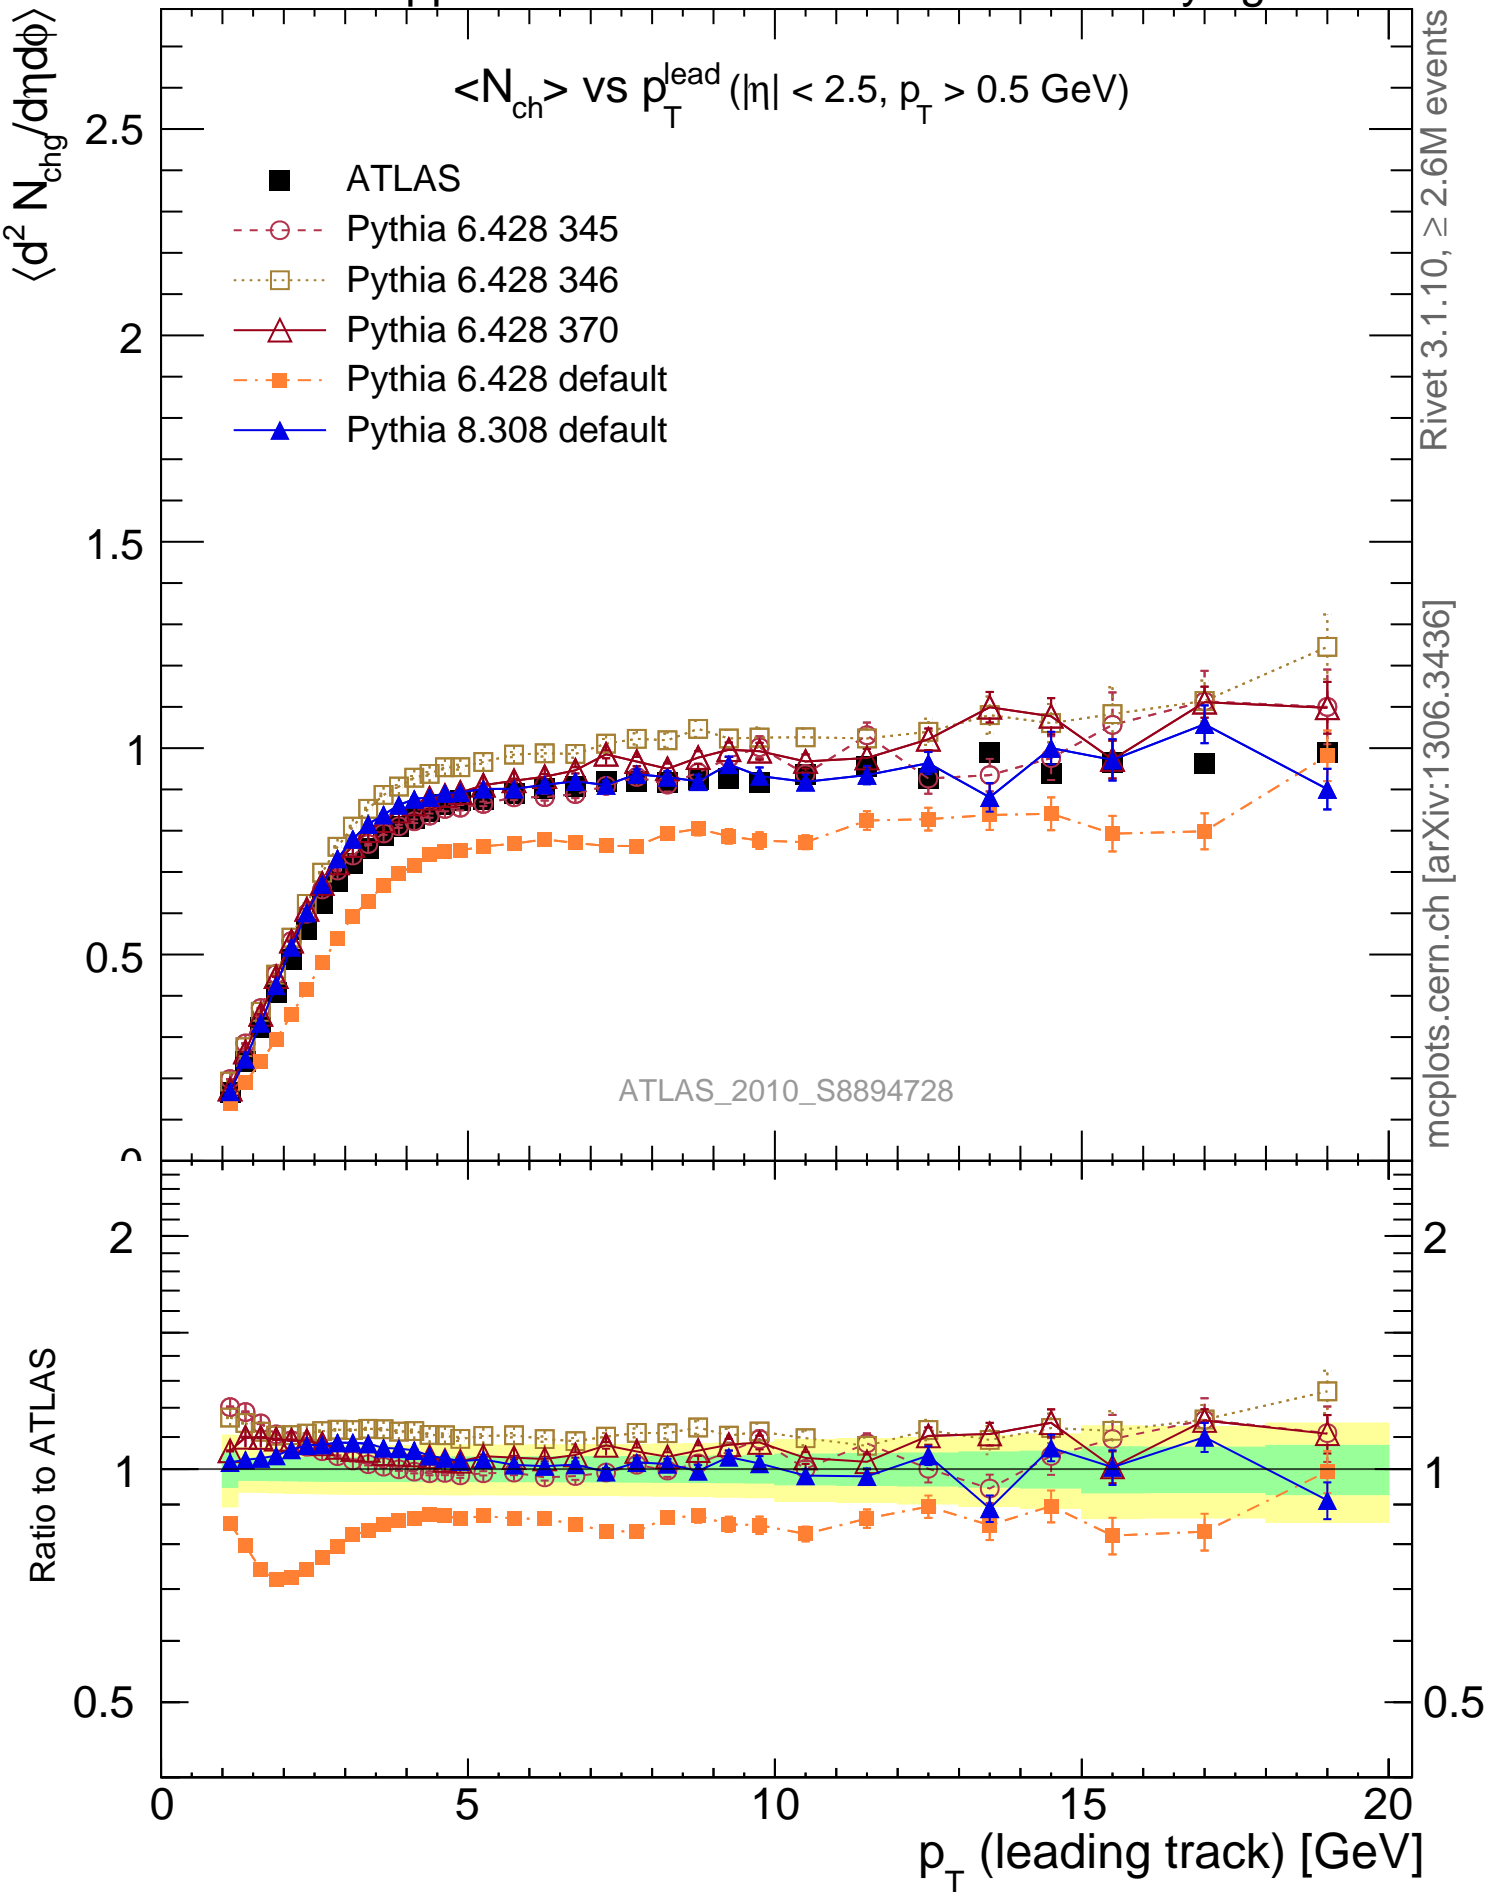 <N_ch> vs p_T^lead (|η| < 2.5, p_T > 0.5 GeV)
⟨d² N_chg/dηdϕ⟩
ATLAS
Pythia 6.428 345
Pythia 6.428 346
Pythia 6.428 370
Pythia 6.428 default
Pythia 8.308 default
2.5
2
1.5
1
0.5
0
ATLAS_2010_S8894728
Rivet 3.1.10, ≥ 2.6M events
mcplots.cern.ch [arXiv:1306.3436]
Ratio to ATLAS
2
1
0.5
2
1
0.5
0 5 10 15 20
p_T (leading track) [GeV]